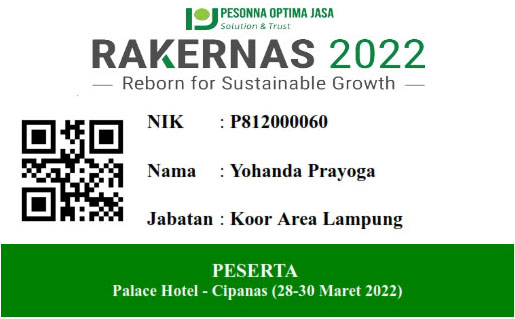 PESONNA OPTIMA JASA
Solution & Trust
RAKERNAS 2022
— Reborn for Sustainable Growth —
NIK : P812000060
Nama : Yohanda Prayoga
Jabatan : Koor Area Lampung
PESERTA
Palace Hotel - Cipanas (28-30 Maret 2022)